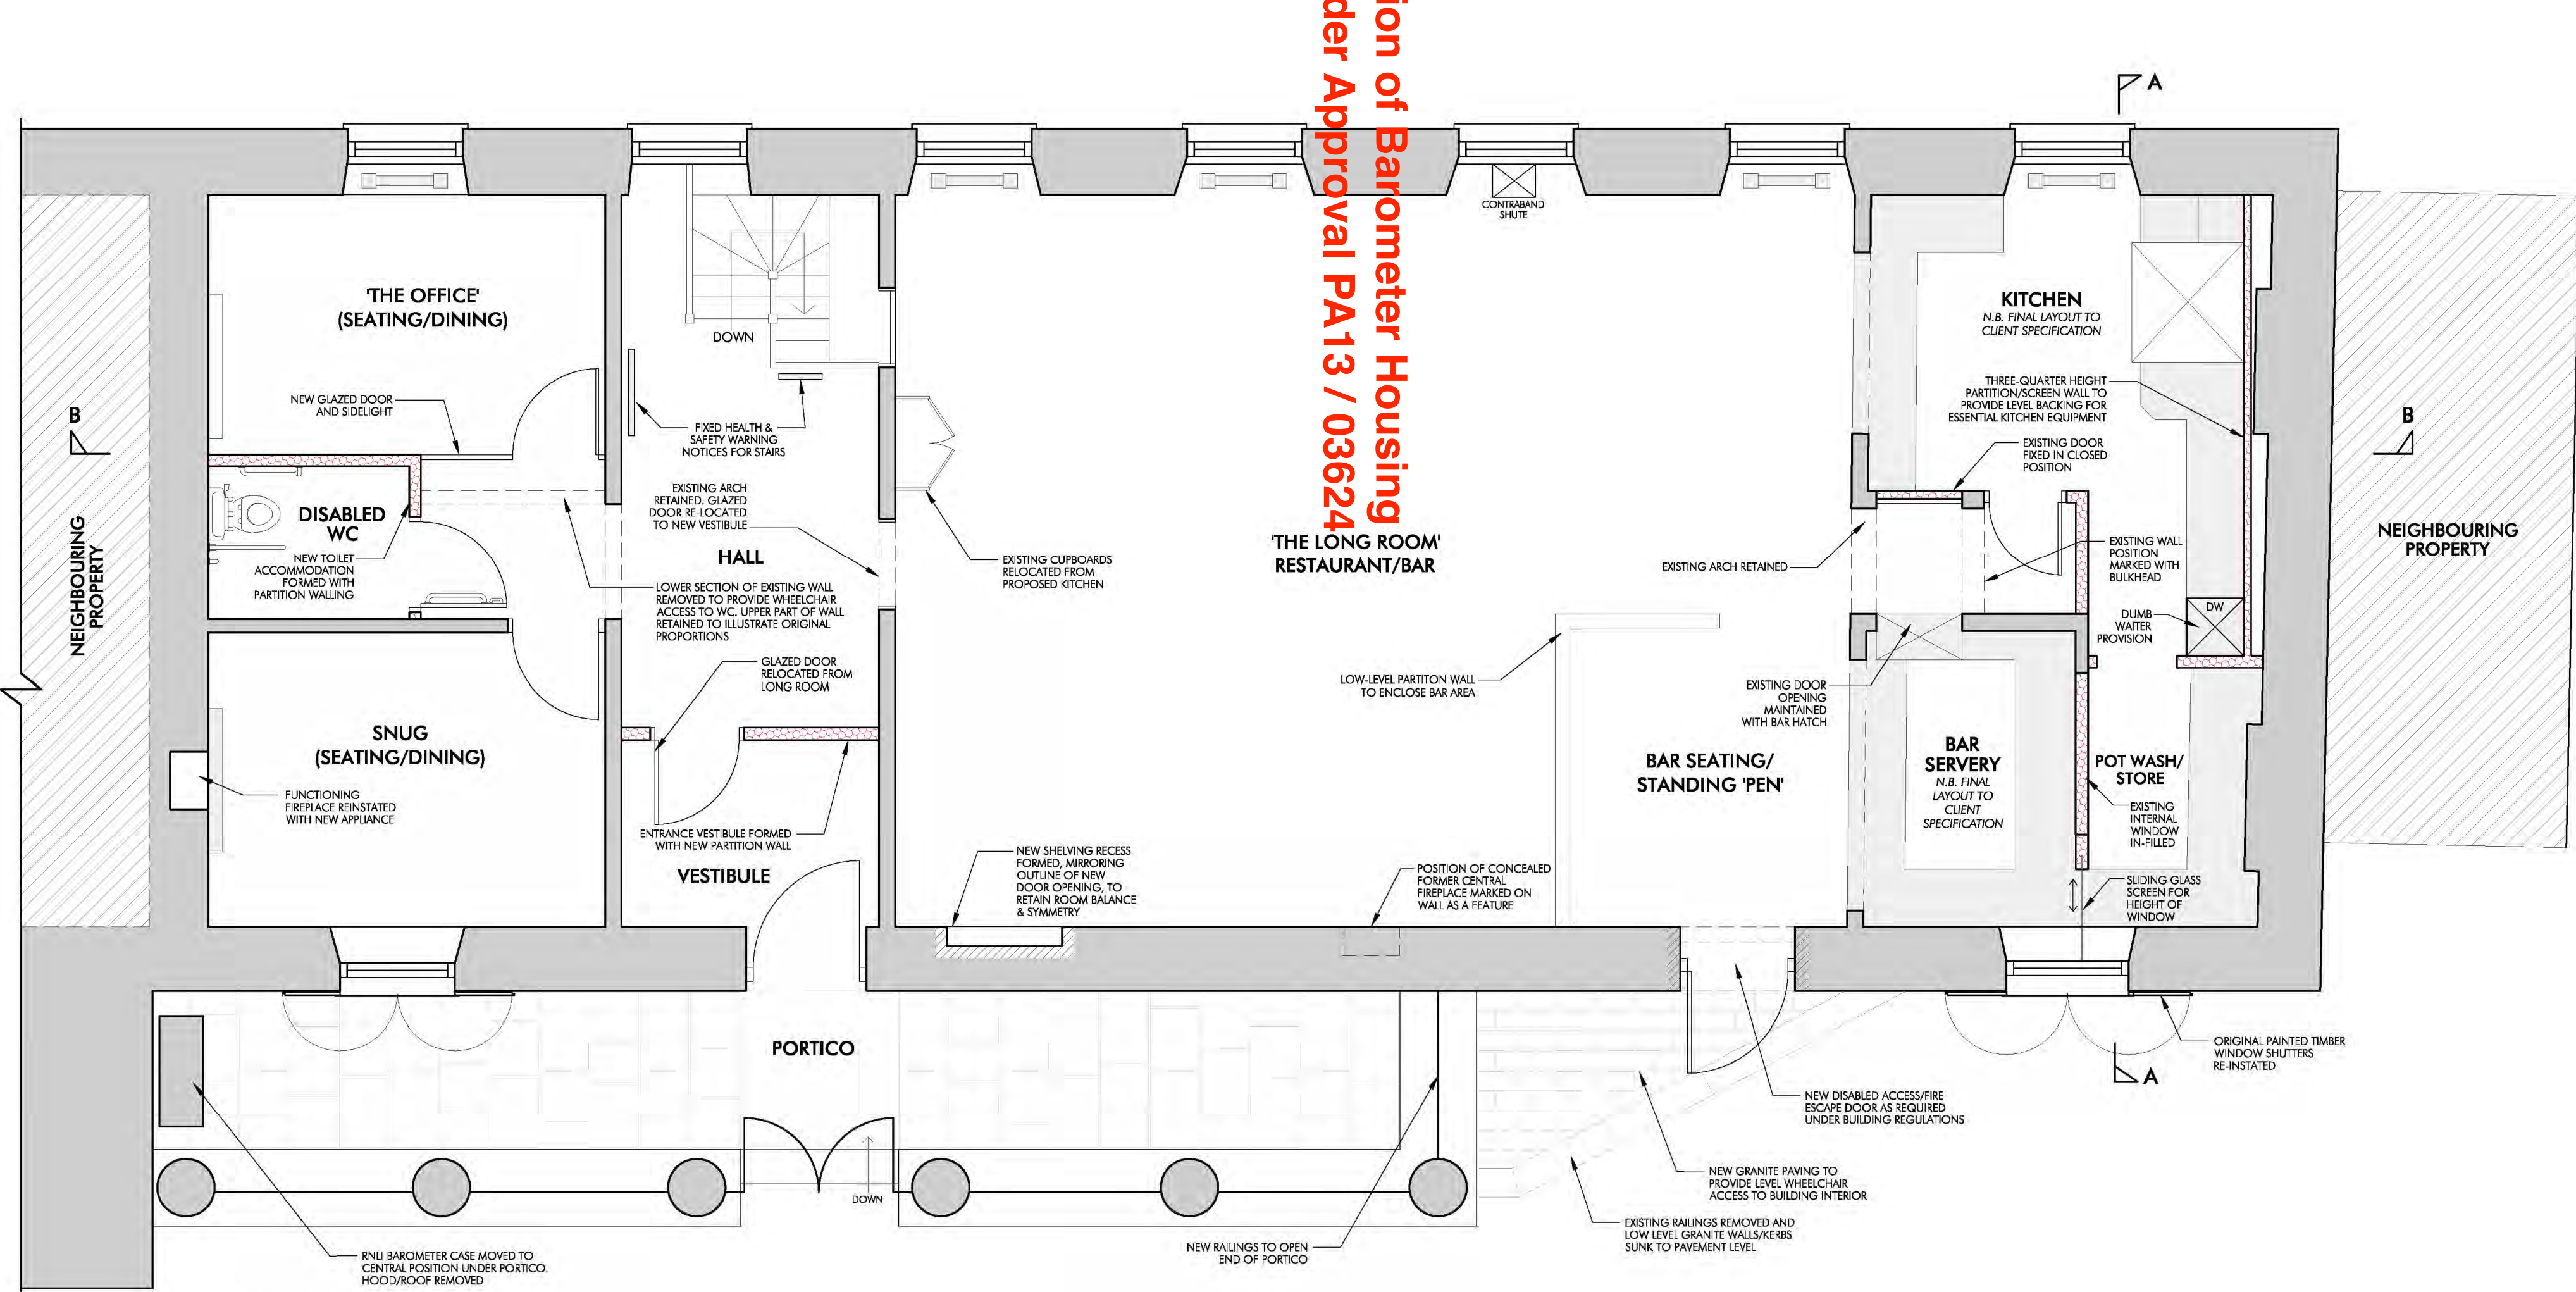 ion of Barometer Housing
der Approval PA13 / 03624
A
CONTRABAND
SHUTE
'THE OFFICE'
(SEATING/DINING)
DOWN
KITCHEN
N.B. FINAL LAYOUT TO
CLIENT SPECIFICATION
NEW GLAZED DOOR
AND SIDELIGHT
FIXED HEALTH &
SAFETY WARNING
NOTICES FOR STAIRS
THREE-QUARTER HEIGHT
PARTITION/SCREEN WALL TO
PROVIDE LEVEL BACKING FOR
ESSENTIAL KITCHEN EQUIPMENT
B
B
EXISTING DOOR
FIXED IN CLOSED
POSITION
NEIGHBOURING
PROPERTY
DISABLED
WC
NEW TOILET
ACCOMMODATION
FORMED WITH
PARTITION WALLING
EXISTING ARCH
RETAINED. GLAZED
DOOR RE-LOCATED
TO NEW VESTIBULE
HALL
EXISTING CUPBOARDS
RELOCATED FROM
PROPOSED KITCHEN
'THE LONG ROOM'
RESTAURANT/BAR
EXISTING ARCH RETAINED
EXISTING WALL
POSITION
MARKED WITH
BULKHEAD
NEIGHBOURING
PROPERTY
LOWER SECTION OF EXISTING WALL
REMOVED TO PROVIDE WHEELCHAIR
ACCESS TO WC. UPPER PART OF WALL
RETAINED TO ILLUSTRATE ORIGINAL
PROPORTIONS
DW
DUMB
WAITER
PROVISION
GLAZED DOOR
RELOCATED FROM
LONG ROOM
LOW-LEVEL PARTITON WALL
TO ENCLOSE BAR AREA
EXISTING DOOR
OPENING
MAINTAINED
WITH BAR HATCH
SNUG
(SEATING/DINING)
BAR SEATING/
STANDING 'PEN'
BAR
SERVERY
N.B. FINAL
LAYOUT TO
CLIENT
SPECIFICATION
POT WASH/
STORE
FUNCTIONING
FIREPLACE REINSTATED
WITH NEW APPLIANCE
EXISTING
INTERNAL
WINDOW
IN-FILLED
ENTRANCE VESTIBULE FORMED
WITH NEW PARTITION WALL
VESTIBULE
NEW SHELVING RECESS
FORMED, MIRRORING
OUTLINE OF NEW
DOOR OPENING, TO
RETAIN ROOM BALANCE
& SYMMETRY
POSITION OF CONCEALED
FORMER CENTRAL
FIREPLACE MARKED ON
WALL AS A FEATURE
SLIDING GLASS
SCREEN FOR
HEIGHT OF
WINDOW
PORTICO
ORIGINAL PAINTED TIMBER
WINDOW SHUTTERS
RE-INSTATED
A
NEW DISABLED ACCESS/FIRE
ESCAPE DOOR AS REQUIRED
UNDER BUILDING REGULATIONS
NEW GRANITE PAVING TO
PROVIDE LEVEL WHEELCHAIR
ACCESS TO BUILDING INTERIOR
DOWN
EXISTING RAILINGS REMOVED AND
LOW LEVEL GRANITE WALLS/KERBS
SUNK TO PAVEMENT LEVEL
NEW RAILINGS TO OPEN
END OF PORTICO
RNLI BAROMETER CASE MOVED TO
CENTRAL POSITION UNDER PORTICO.
HOOD/ROOF REMOVED